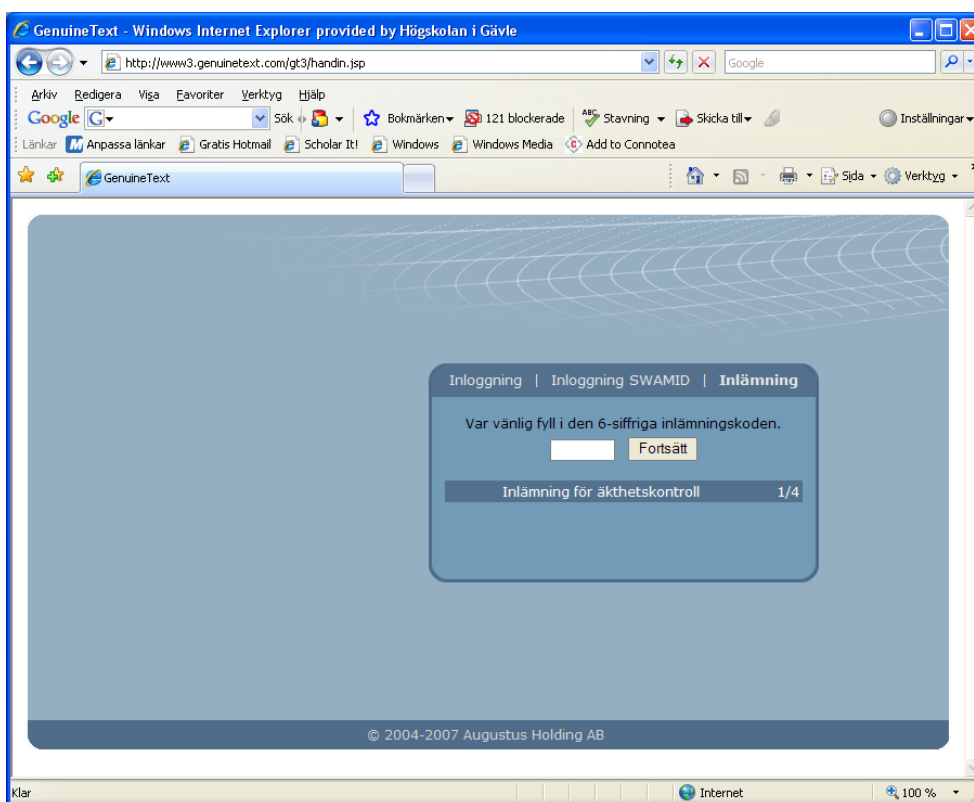 GenuineText - Windows Internet Explorer provided by Högskolan i Gävle
http://www3.genuinetext.com/gt3/handin.jsp
Google
Arkiv Redigera Visa Favoriter Verktyg Hjälp
Google G Sök Bokmärken 121 blockerade ABC Stavning Skicka till Inställningar
Länkar Anpassa länkar Gratis Hotmail Scholar It! Windows Windows Media Add to Connotea
GenuineText Sida Verktyg
Inloggning | Inloggning SWAMID | Inlämning
Var vänlig fyll i den 6-siffriga inlämningskoden.
Fortsätt
Inlämning för äkthetskontroll 1/4
© 2004-2007 Augustus Holding AB
Klar Internet 100 %